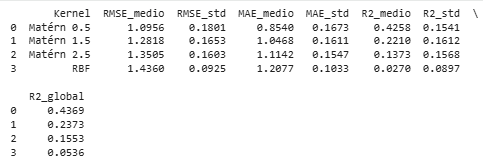 Kernel RMSE_medio RMSE_std MAE_medio MAE_std R2_medio R2_std \
0 Matérn 0.5 1.0956 0.1801 0.8540 0.1673 0.4258 0.1541
1 Matérn 1.5 1.2818 0.1653 1.0468 0.1611 0.2210 0.1612
2 Matérn 2.5 1.3505 0.1603 1.1142 0.1547 0.1373 0.1568
3 RBF 1.4360 0.0925 1.2077 0.1033 0.0270 0.0897
R2_global
0 0.4369
1 0.2373
2 0.1553
3 0.0536